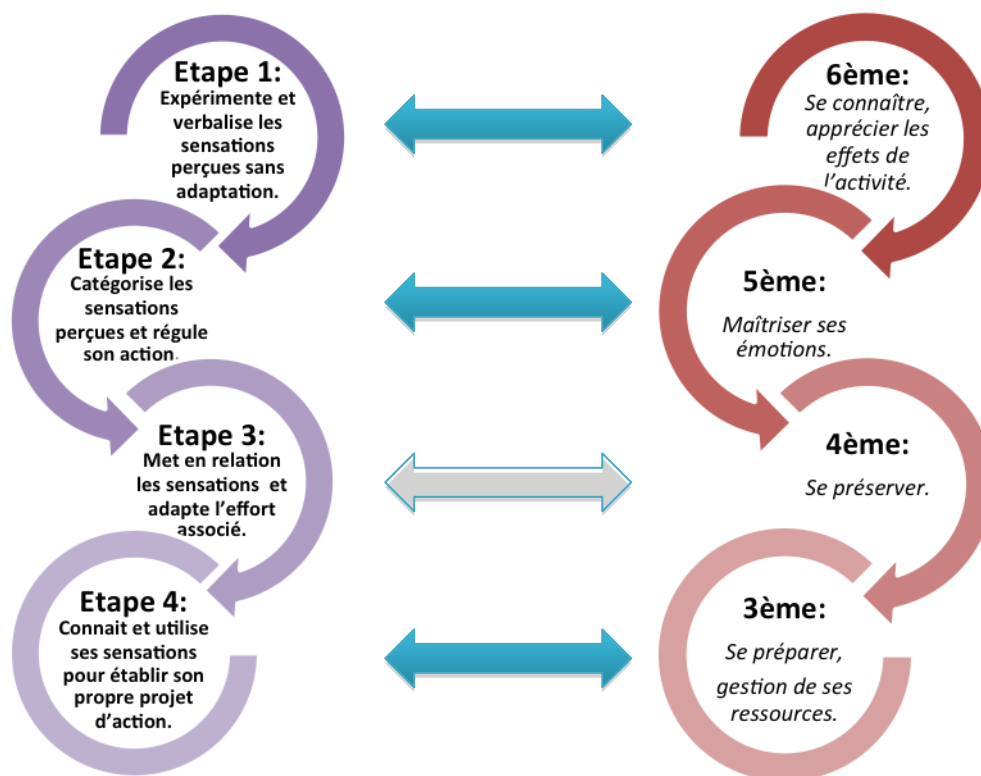 Etape 1:
Expérimente et
verbalise les
sensations
perçues sans
adaptation.
6ème:
Se connaître,
apprécier les
effets de
l'activité.
Etape 2:
Catégorise les
sensations
perçues et régule
son action.
5ème:
Maîtriser ses
émotions.
Etape 3:
Met en relation
les sensations et
adapte l'effort
associé.
4ème:
Se préserver.
Etape 4:
Connait et utilise
ses sensations
pour établir son
propre projet
d'action.
3ème:
Se préparer,
gestion de ses
ressources.